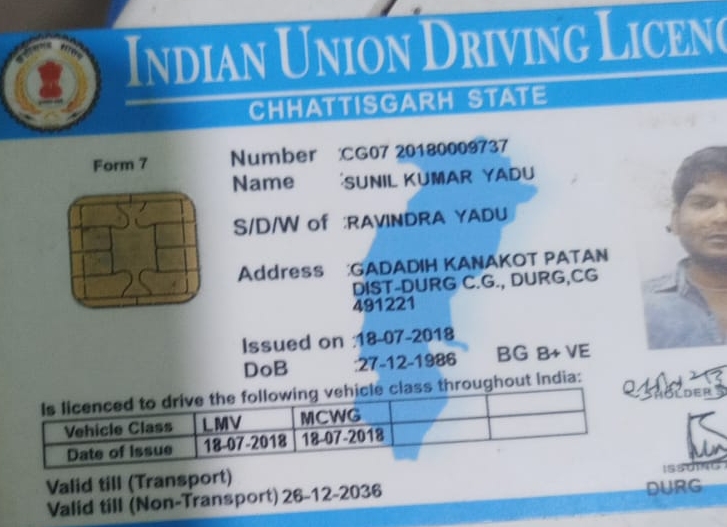 INDIAN UNION DRIVING LICENC
CHHATTISGARH STATE
Form 7
Number :CG07 20180009737
Name :SUNIL KUMAR YADU
S/D/W of :RAVINDRA YADU
Address :GADADIH KANAKOT PATAN
DIST-DURG C.G., DURG,CG
491221
Issued on :18-07-2018
DoB :27-12-1986 BG B+ VE
Is licenced to drive the following vehicle class throughout India:
Vehicle Class LMV MCWG
Date of Issue 18-07-2018 18-07-2018
HOLDER
Valid till (Transport)
Valid till (Non-Transport) 26-12-2036
ISSUING
DURG